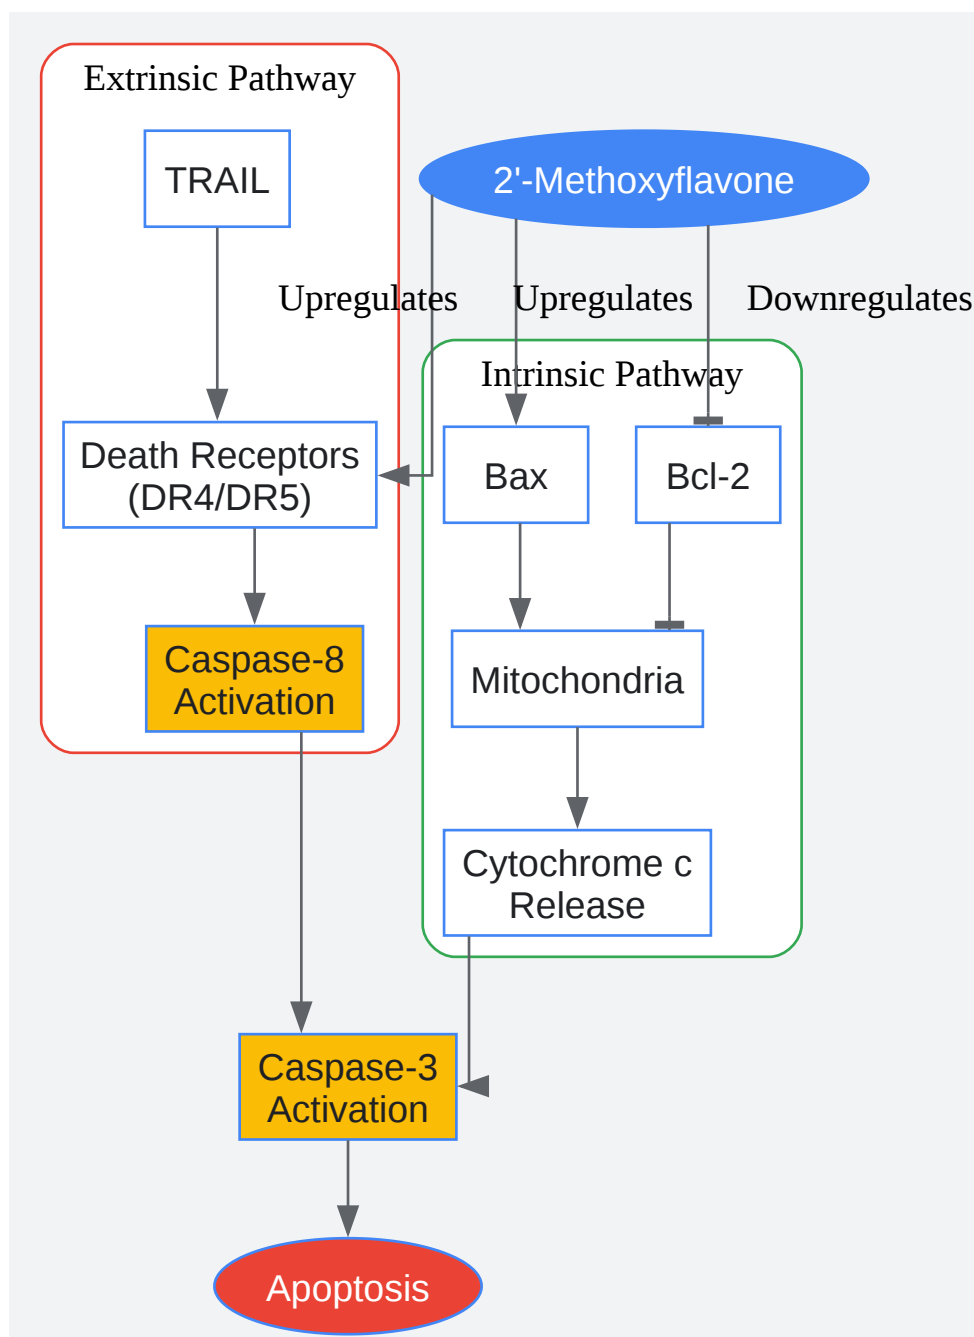 Extrinsic Pathway
TRAIL
2'-Methoxyflavone
Upregulates
Upregulates
Downregulates
Intrinsic Pathway
Death Receptors
(DR4/DR5)
Bax
Bcl-2
Caspase-8
Activation
Mitochondria
Cytochrome c
Release
Caspase-3
Activation
Apoptosis